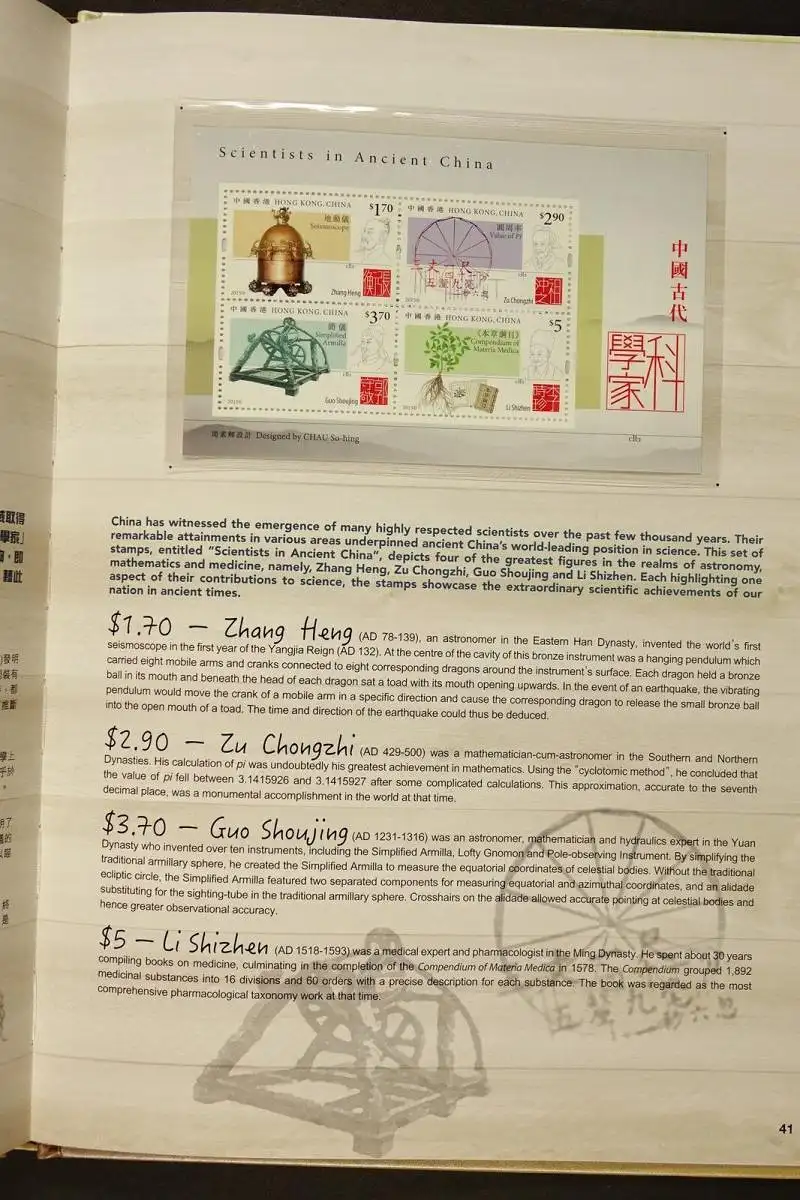 Scientists in Ancient China
中國香港 HONG KONG, CHINA
$1.70
地動儀
Seismoscope
Zhang Heng
張衡
中國香港 HONG KONG, CHINA
$2.90
圓周率
Value of Pi
Zu Chongzhi
祖沖之
中國香港 HONG KONG, CHINA
$3.70
簡儀
Simplified
Armilla
Guo Shoujing
郭守敬
中國香港 HONG KONG, CHINA
$5
《本草綱目》
Compendium of
Materia Medica
Li Shizhen
李時珍
中國古代
科學家
Designed by CHAU So-hing
China has witnessed the emergence of many highly respected scientists over the past few thousand years. Their
remarkable attainments in various areas underpinned ancient China's world-leading position in science. This set of
stamps, entitled "Scientists in Ancient China", depicts four of the greatest figures in the realms of astronomy,
mathematics and medicine, namely, Zhang Heng, Zu Chongzhi, Guo Shoujing and Li Shizhen. Each highlighting one
aspect of their contributions to science, the stamps showcase the extraordinary scientific achievements of our
nation in ancient times.
$1.70 – Zhang Heng (AD 78-139), an astronomer in the Eastern Han Dynasty, invented the world's first
seismoscope in the first year of the Yangjia Reign (AD 132). At the centre of the cavity of this bronze instrument was a hanging pendulum which
carried eight mobile arms and cranks connected to eight corresponding dragons around the instrument's surface. Each dragon held a bronze
ball in its mouth and beneath the head of each dragon sat a toad with its mouth opening upwards. In the event of an earthquake, the vibrating
pendulum would move the crank of a mobile arm in a specific direction and cause the corresponding dragon to release the small bronze ball
into the open mouth of a toad. The time and direction of the earthquake could thus be deduced.
$2.90 – Zu Chongzhi (AD 429-500) was a mathematician-cum-astronomer in the Southern and Northern
Dynasties. His calculation of pi was undoubtedly his greatest achievement in mathematics. Using the "cyclotomic method", he concluded that
the value of pi fell between 3.1415926 and 3.1415927 after some complicated calculations. This approximation, accurate to the seventh
decimal place, was a monumental accomplishment in the world at that time.
$3.70 – Guo Shoujing (AD 1231-1316) was an astronomer, mathematician and hydraulics expert in the Yuan
Dynasty who invented over ten instruments, including the Simplified Armilla, Lofty Gnomon and Pole-observing Instrument. By simplifying the
traditional armillary sphere, he created the Simplified Armilla to measure the equatorial coordinates of celestial bodies. Without the traditional
ecliptic circle, the Simplified Armilla featured two separated components for measuring equatorial and azimuthal coordinates, and an alidade
substituting for the sighting-tube in the traditional armillary sphere. Crosshairs on the alidade allowed accurate pointing at celestial bodies and
hence greater observational accuracy.
$5 – Li Shizhen (AD 1518-1593) was a medical expert and pharmacologist in the Ming Dynasty. He spent about 30 years
compiling books on medicine, culminating in the completion of the Compendium of Materia Medica in 1578. The Compendium grouped 1,892
medicinal substances into 16 divisions and 60 orders with a precise description for each substance. The book was regarded as the most
comprehensive pharmacological taxonomy work at that time.
41